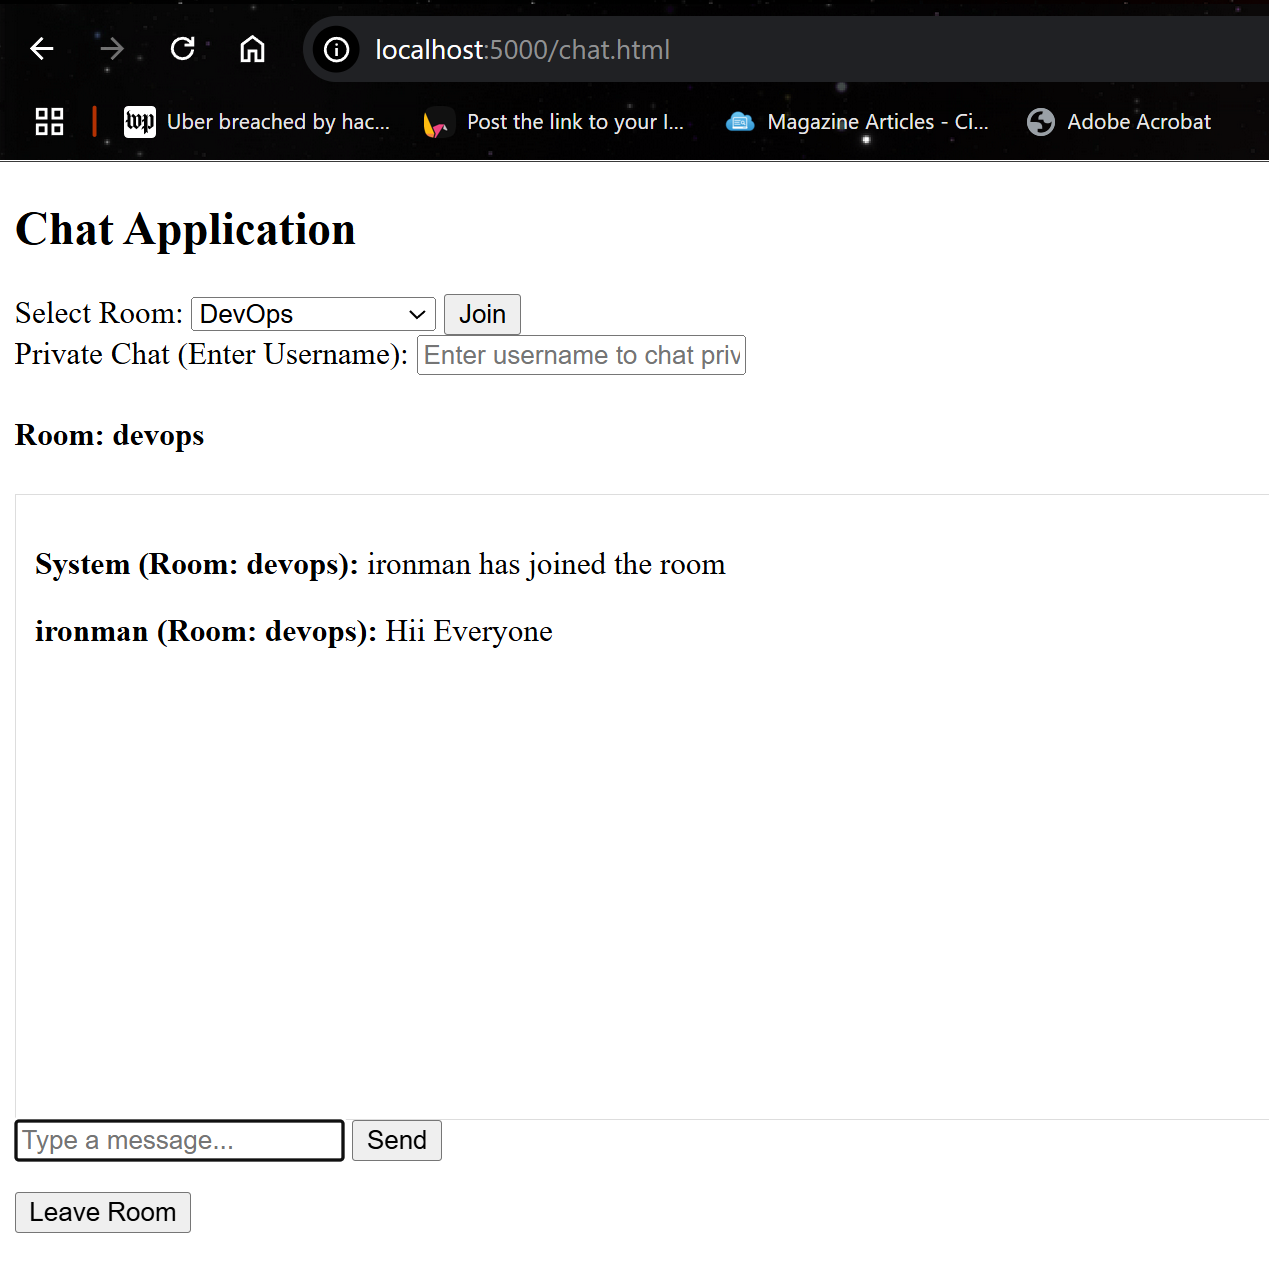 localhost:5000/chat.html
wp Uber breached by hac... Post the link to your l... Magazine Articles - Ci... Adobe Acrobat
Chat Application
Select Room: DevOps Join
Private Chat (Enter Username): Enter username to chat priv
Room: devops
System (Room: devops): ironman has joined the room
ironman (Room: devops): Hii Everyone
Type a message... Send
Leave Room